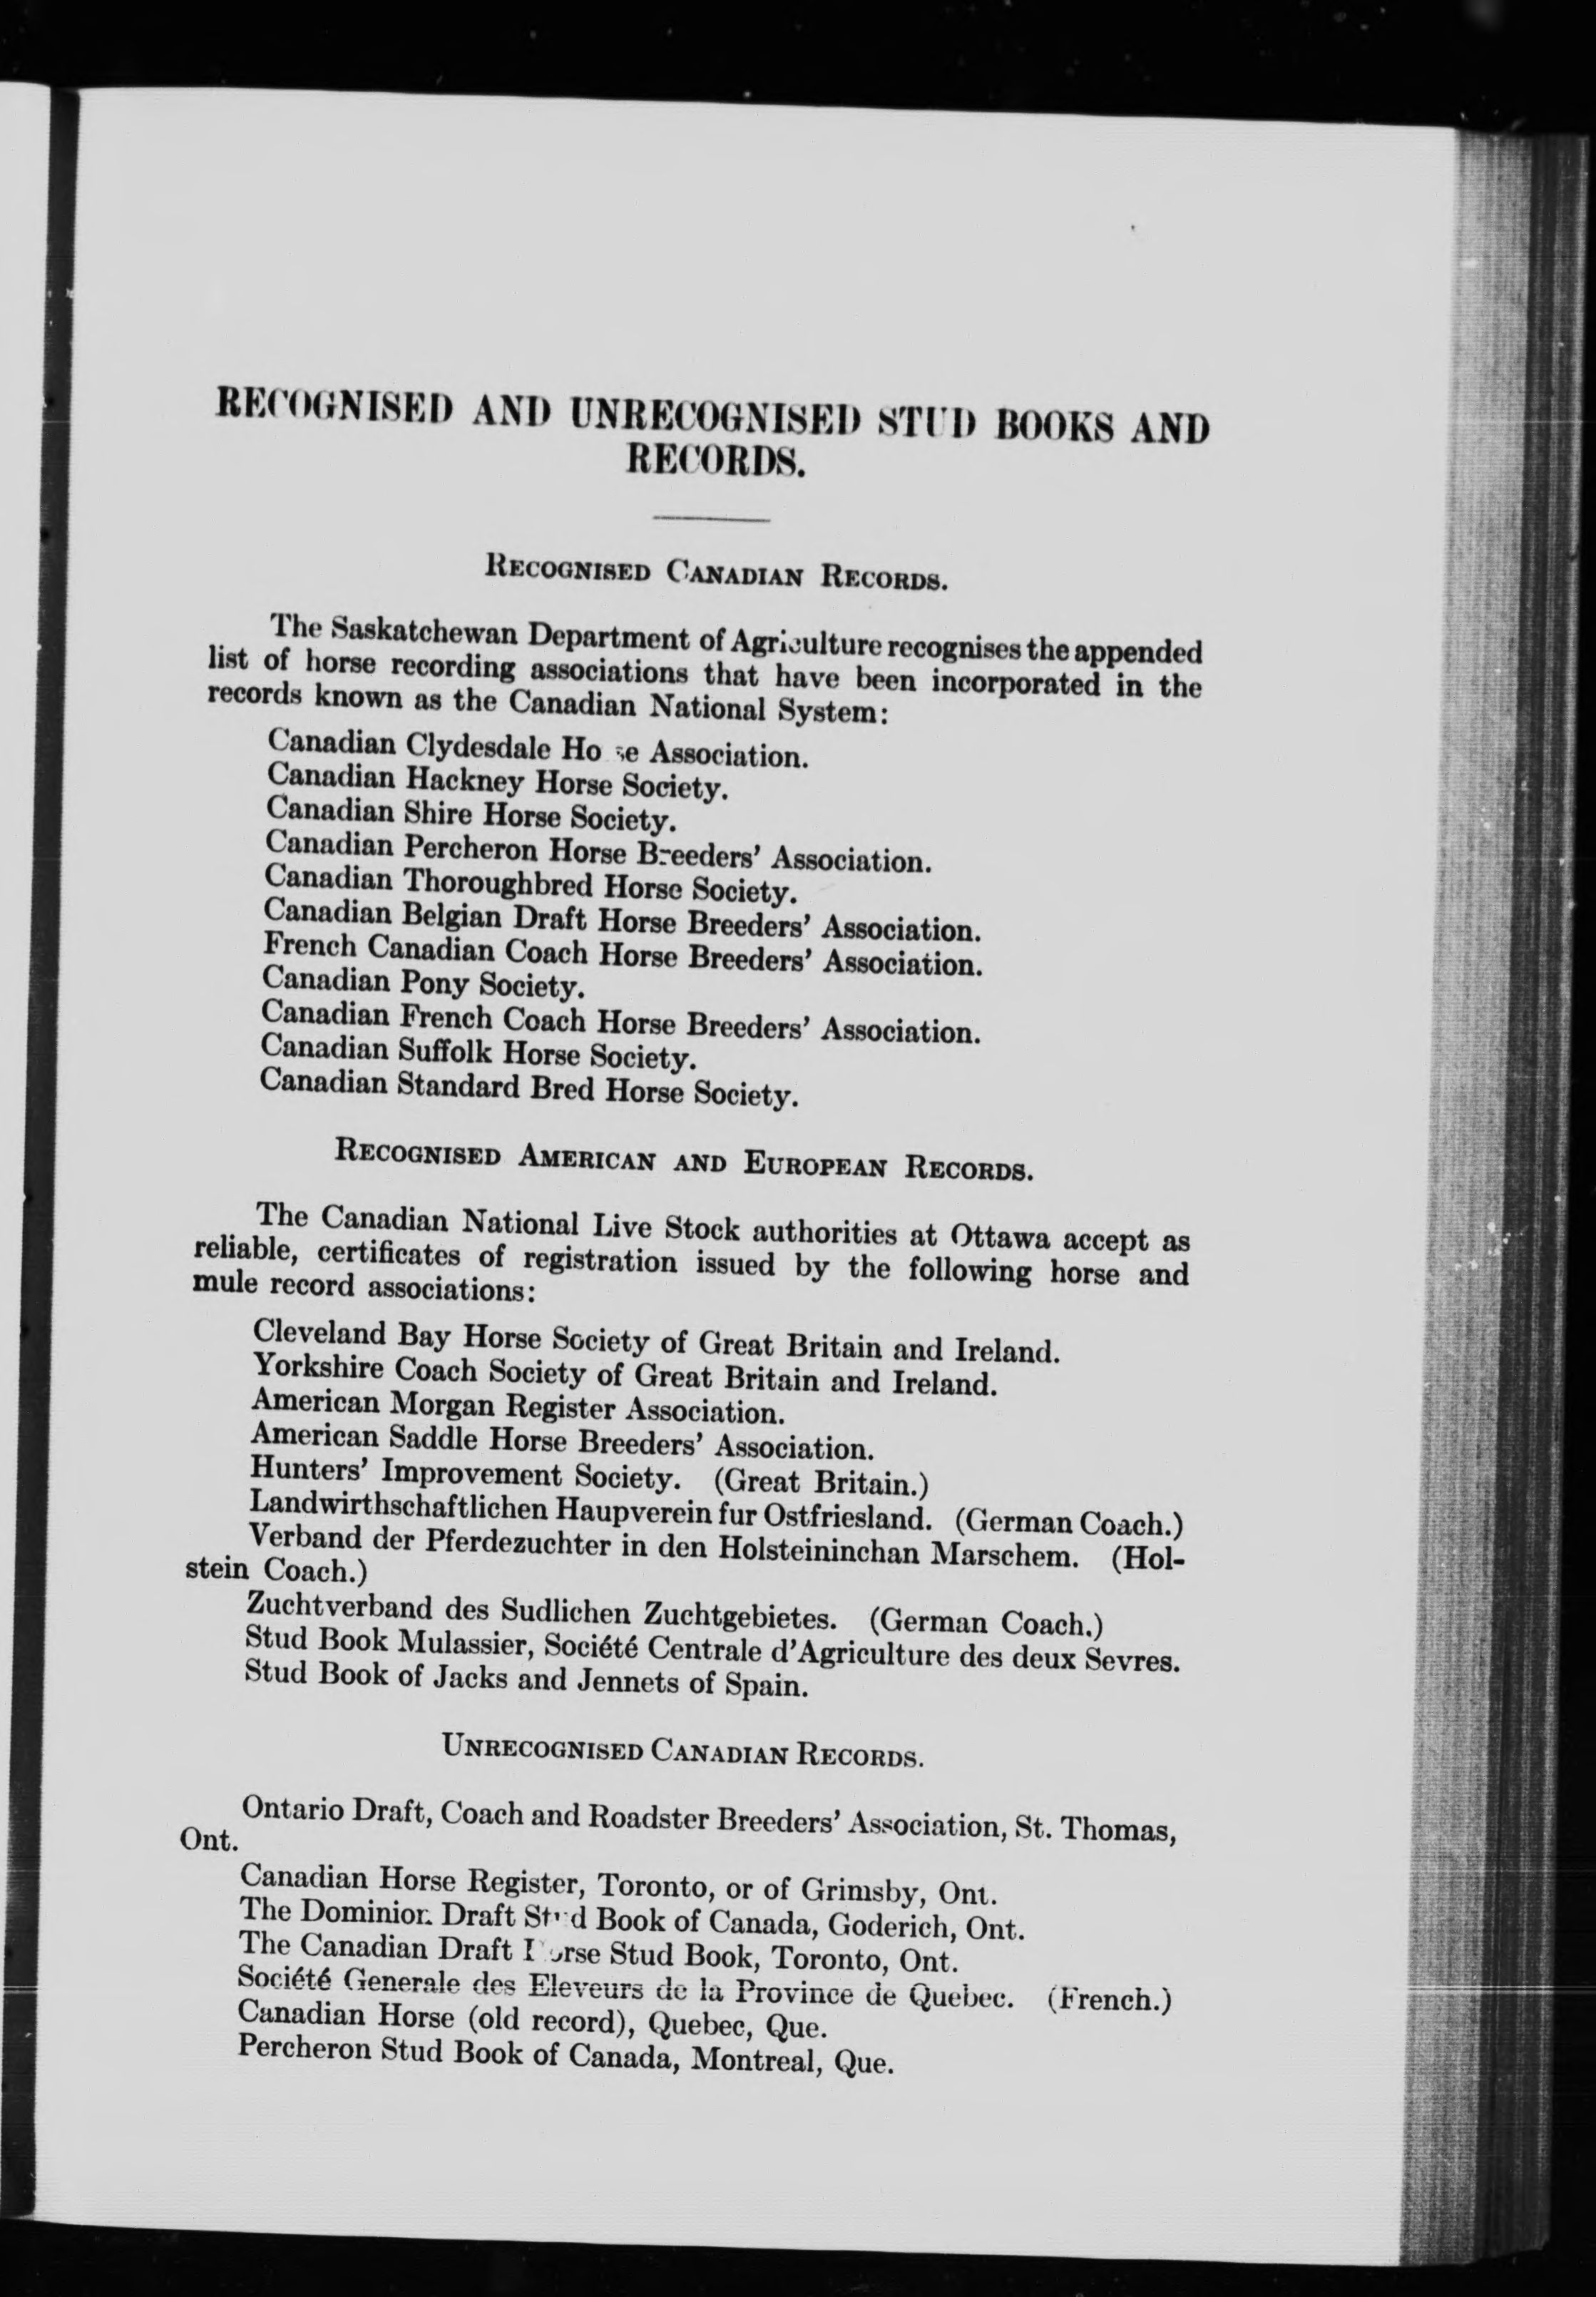 RECOGNISED AND UNRECOGNISED STUD BOOKS AND
RECORDS.
RECOGNISED CANADIAN RECORDS.
The Saskatchewan Department of Agriculture recognises the appended
list of horse recording associations that have been incorporated in the
records known as the Canadian National System:
Canadian Clydesdale Horse Association.
Canadian Hackney Horse Society.
Canadian Shire Horse Society.
Canadian Percheron Horse Breeders' Association.
Canadian Thoroughbred Horse Society.
Canadian Belgian Draft Horse Breeders' Association.
French Canadian Coach Horse Breeders' Association.
Canadian Pony Society.
Canadian French Coach Horse Breeders' Association.
Canadian Suffolk Horse Society.
Canadian Standard Bred Horse Society.
RECOGNISED AMERICAN AND EUROPEAN RECORDS.
The Canadian National Live Stock authorities at Ottawa accept as
reliable, certificates of registration issued by the following horse and
mule record associations:
Cleveland Bay Horse Society of Great Britain and Ireland.
Yorkshire Coach Society of Great Britain and Ireland.
American Morgan Register Association.
American Saddle Horse Breeders' Association.
Hunters' Improvement Society. (Great Britain.)
Landwirthschaftlichen Haupverein fur Ostfriesland. (German Coach.)
Verband der Pferdezuchter in den Holsteininchan Marschem. (Hol-
stein Coach.)
Zuchtverband des Sudlichen Zuchtgebietes. (German Coach.)
Stud Book Mulassier, Société Centrale d'Agriculture des deux Sevres.
Stud Book of Jacks and Jennets of Spain.
UNRECOGNISED CANADIAN RECORDS.
Ontario Draft, Coach and Roadster Breeders' Association, St. Thomas,
Ont.
Canadian Horse Register, Toronto, or of Grimsby, Ont.
The Dominion Draft Stud Book of Canada, Goderich, Ont.
The Canadian Draft Horse Stud Book, Toronto, Ont.
Société Generale des Eleveurs de la Province de Quebec. (French.)
Canadian Horse (old record), Quebec, Que.
Percheron Stud Book of Canada, Montreal, Que.